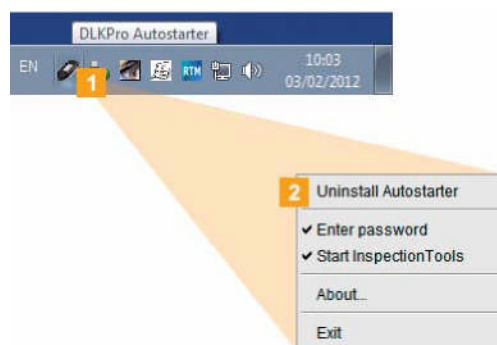 DLKPro Autostarter
EN
RTM
10:03
03/02/2012
1
2 Uninstall Autostarter
✔ Enter password
✔ Start InspectionTools
About...
Exit